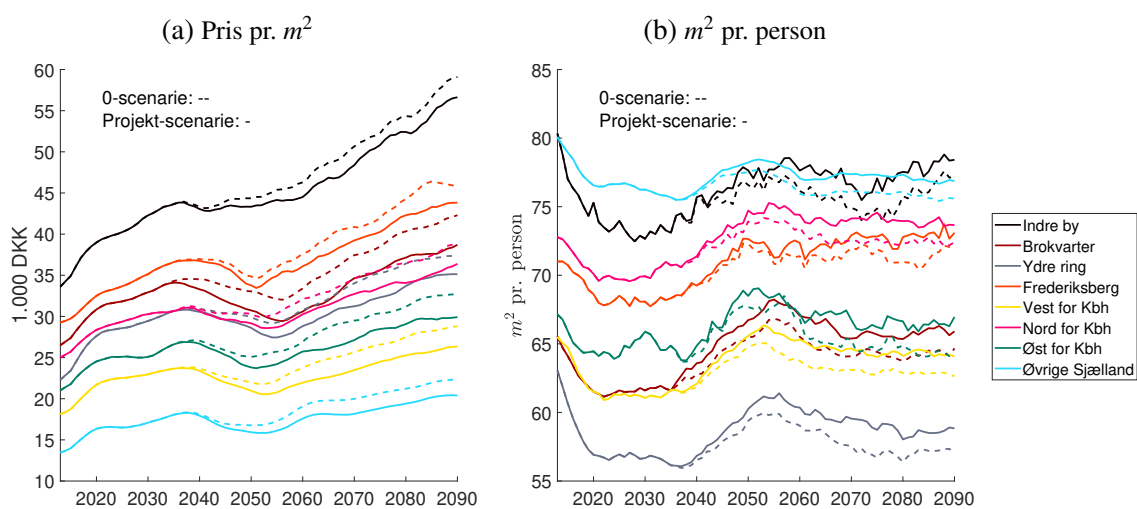 (a) Pris pr. m²
(b) m² pr. person
0-scenarie: --
Projekt-scenarie: -
1.000 DKK
60
55
50
45
40
35
30
25
20
15
10
2020 2030 2040 2050 2060 2070 2080 2090
0-scenarie: --
Projekt-scenarie: -
m² pr. person
85
80
75
70
65
60
55
2020 2030 2040 2050 2060 2070 2080 2090
Indre by
Brokvarter
Ydre ring
Frederiksberg
Vest for Kbh
Nord for Kbh
Øst for Kbh
Øvrige Sjælland